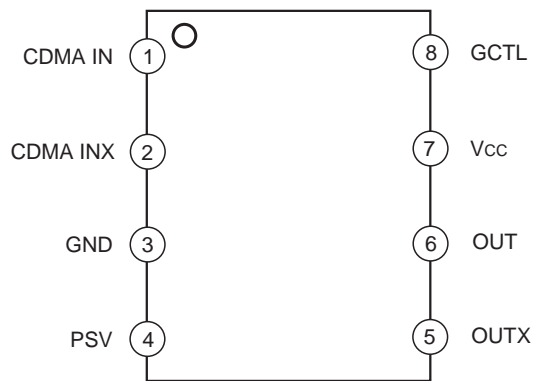 CDMA IN 1 8 GCTL
CDMA INX 2 7 Vcc
GND 3 6 OUT
PSV 4 5 OUTX